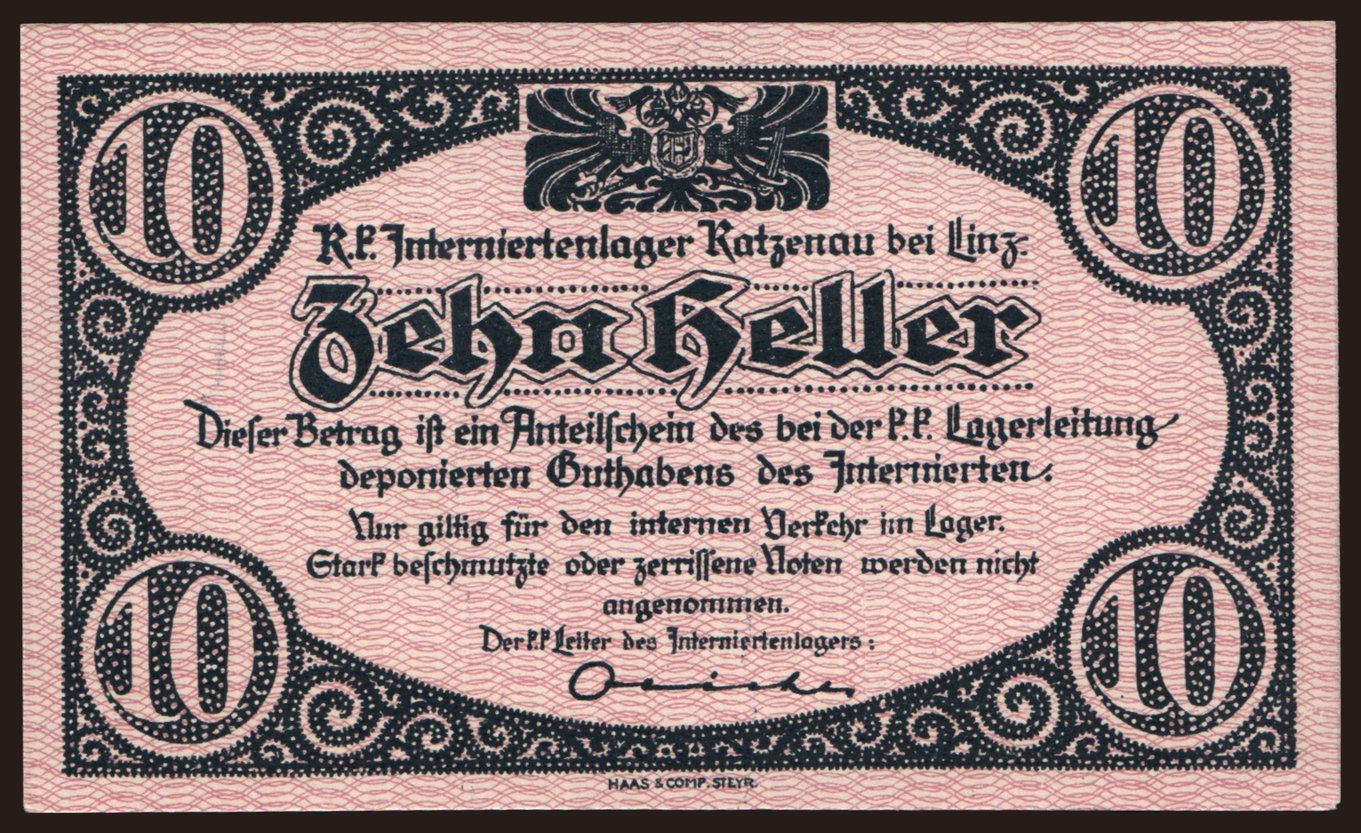 10 10
K.k. Interniertenlager Katzenau bei Linz.
Zehn Heller
Dieser Betrag ist ein Anteilschein des bei der k.k. Lagerleitung
deponierten Guthabens des Internierten.
Nur giltig für den internen Verkehr im Lager.
Stark beschmutzte oder zerrissene Noten werden nicht
angenommen.
Der k.k Leiter des Interniertenlagers:
10 10
HAAS & COMP. STEYR.